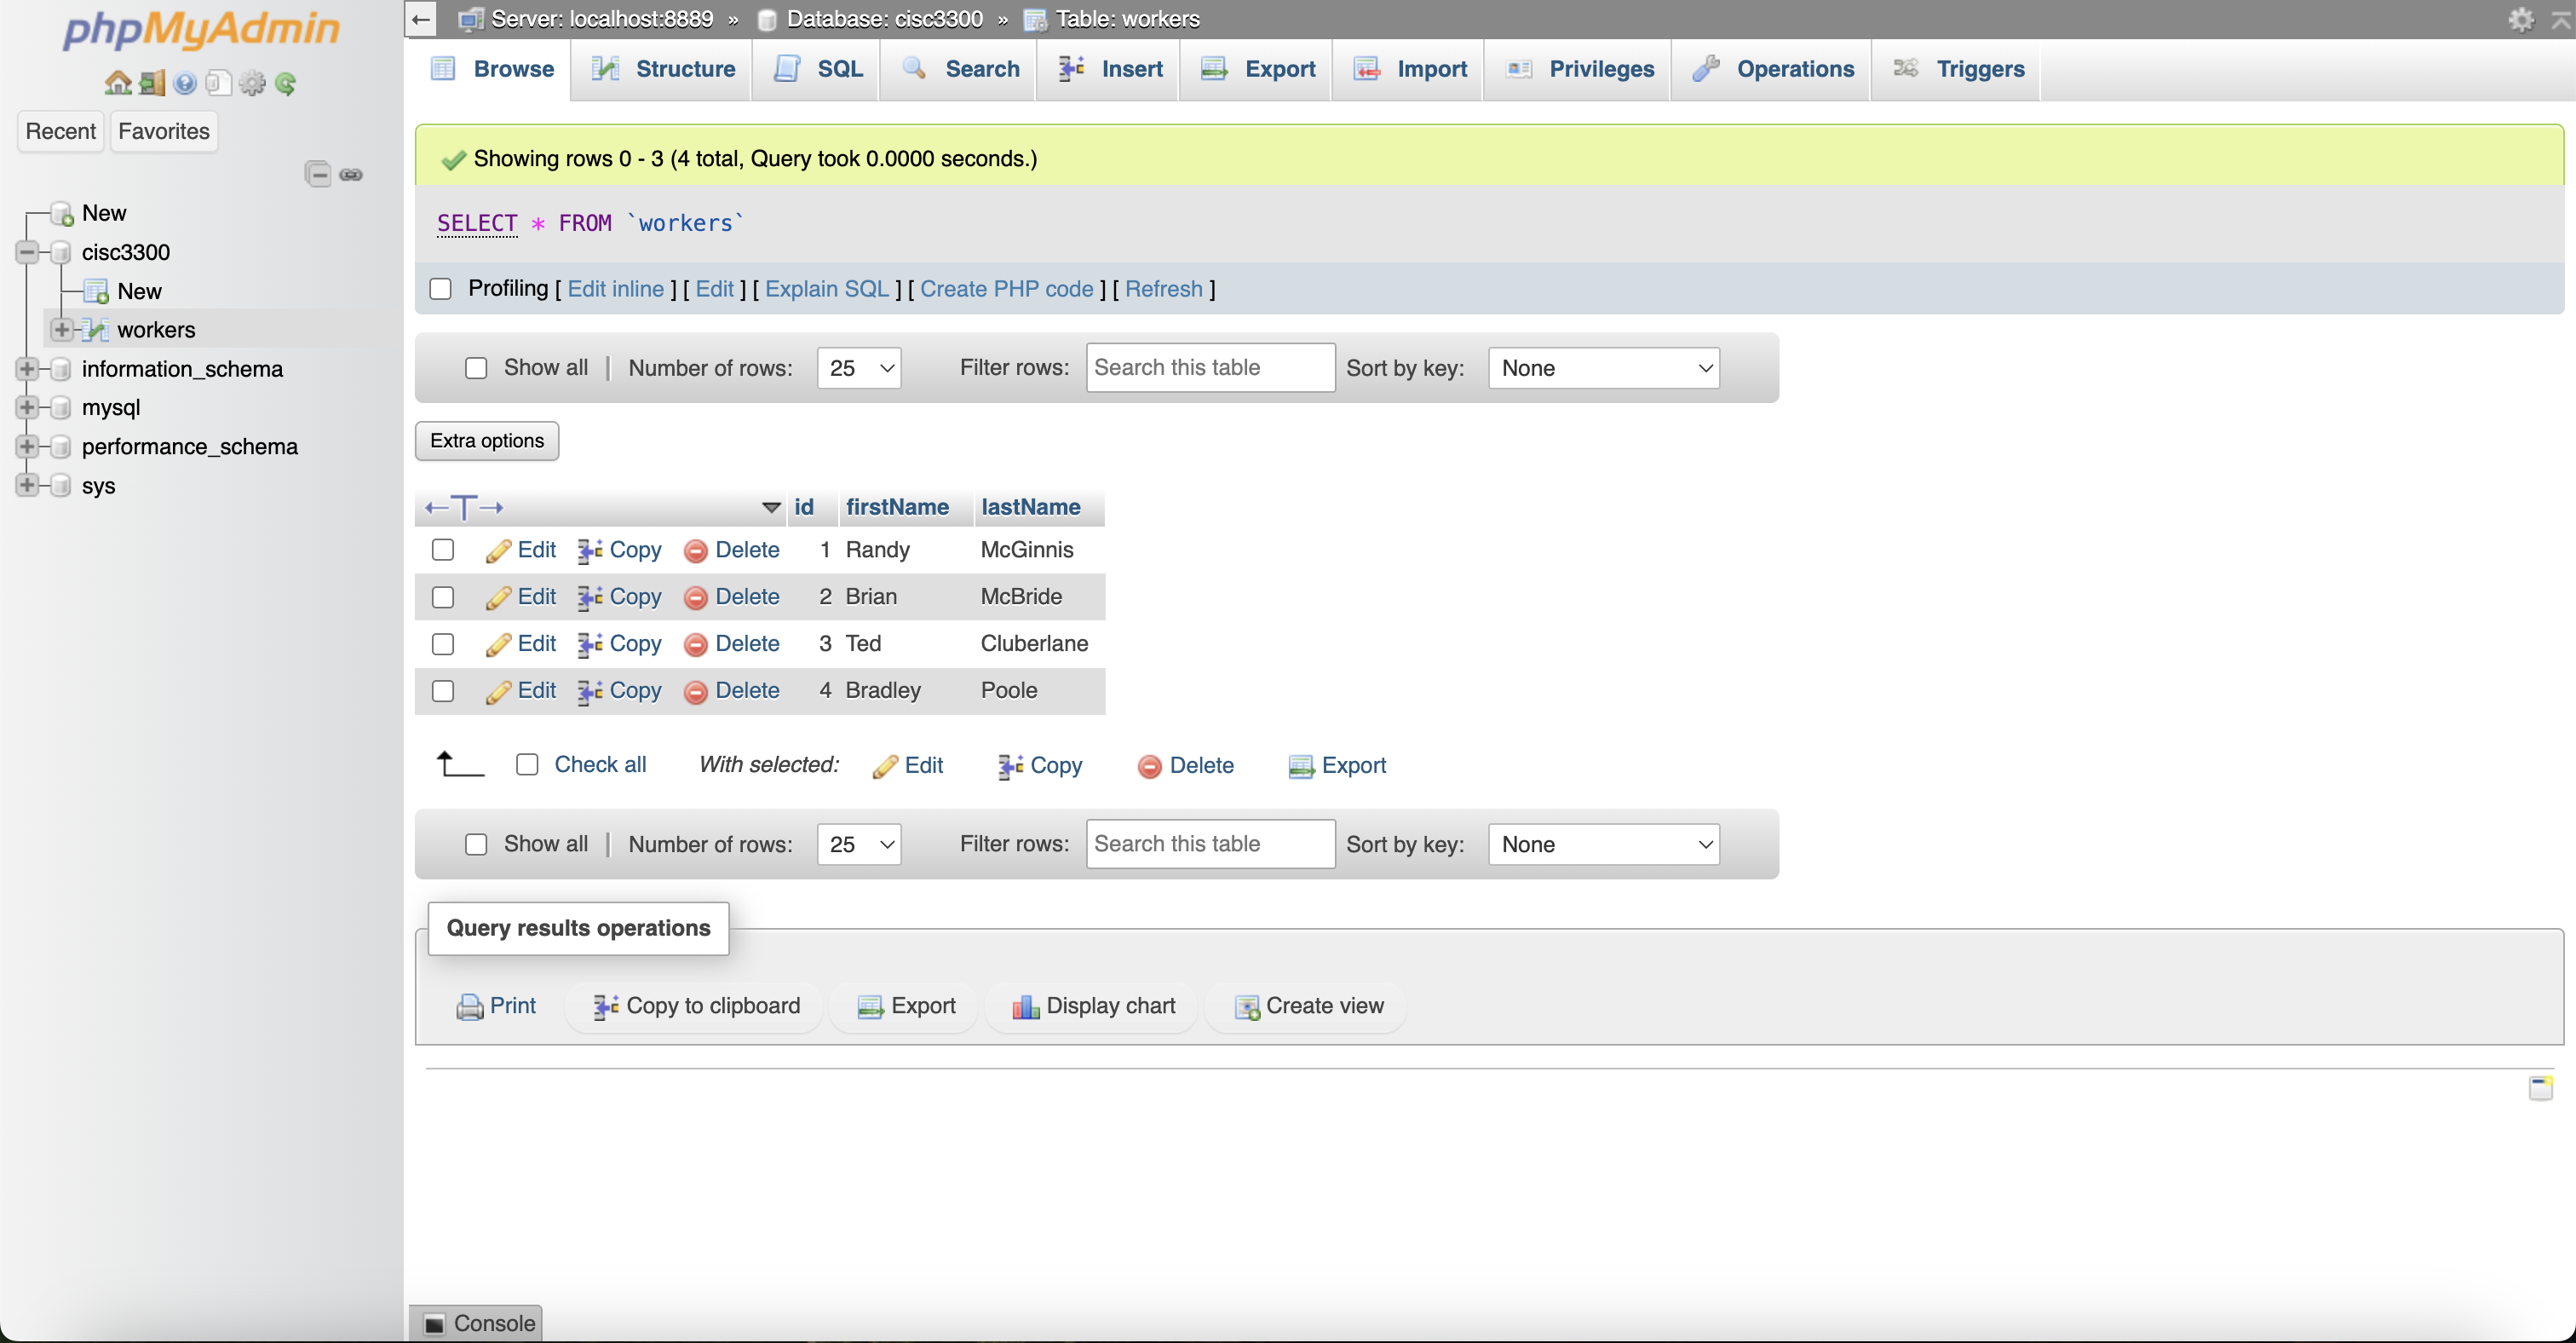 phpMyAdmin
Recent Favorites
New
cisc3300
New
workers
information_schema
mysql
performance_schema
sys
Server: localhost:8889 » Database: cisc3300 » Table: workers
Browse Structure SQL Search Insert Export Import Privileges Operations Triggers
Showing rows 0 - 3 (4 total, Query took 0.0000 seconds.)
SELECT * FROM `workers`
Profiling [ Edit inline ] [ Edit ] [ Explain SQL ] [ Create PHP code ] [ Refresh ]
Show all | Number of rows: 25 Filter rows: Search this table Sort by key: None
Extra options
←T→ id firstName lastName
Edit Copy Delete 1 Randy McGinnis
Edit Copy Delete 2 Brian McBride
Edit Copy Delete 3 Ted Cluberlane
Edit Copy Delete 4 Bradley Poole
Check all With selected: Edit Copy Delete Export
Show all | Number of rows: 25 Filter rows: Search this table Sort by key: None
Query results operations
Print Copy to clipboard Export Display chart Create view
Console